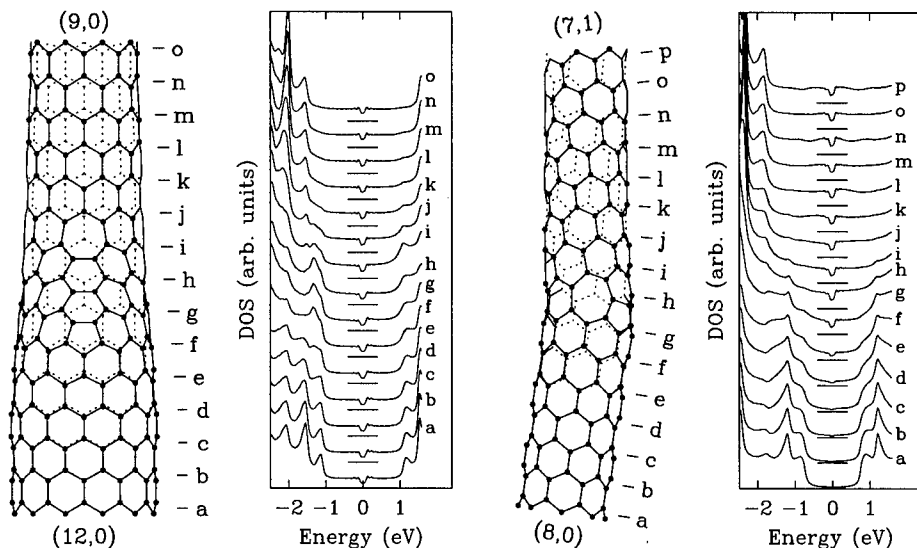 (9,0)
o
n
m
l
k
j
i
h
g
f
e
d
c
b
a
(12,0)
DOS (arb. units)
o
n
m
l
k
j
i
h
g
f
e
d
c
b
a
−2 −1 0 1
Energy (eV)
(7,1)
p
o
n
m
l
k
j
i
h
g
f
e
d
c
b
a
(8,0)
DOS (arb. units)
p
o
n
m
l
k
j
i
h
g
f
e
d
c
b
a
−2 −1 0 1
Energy (eV)